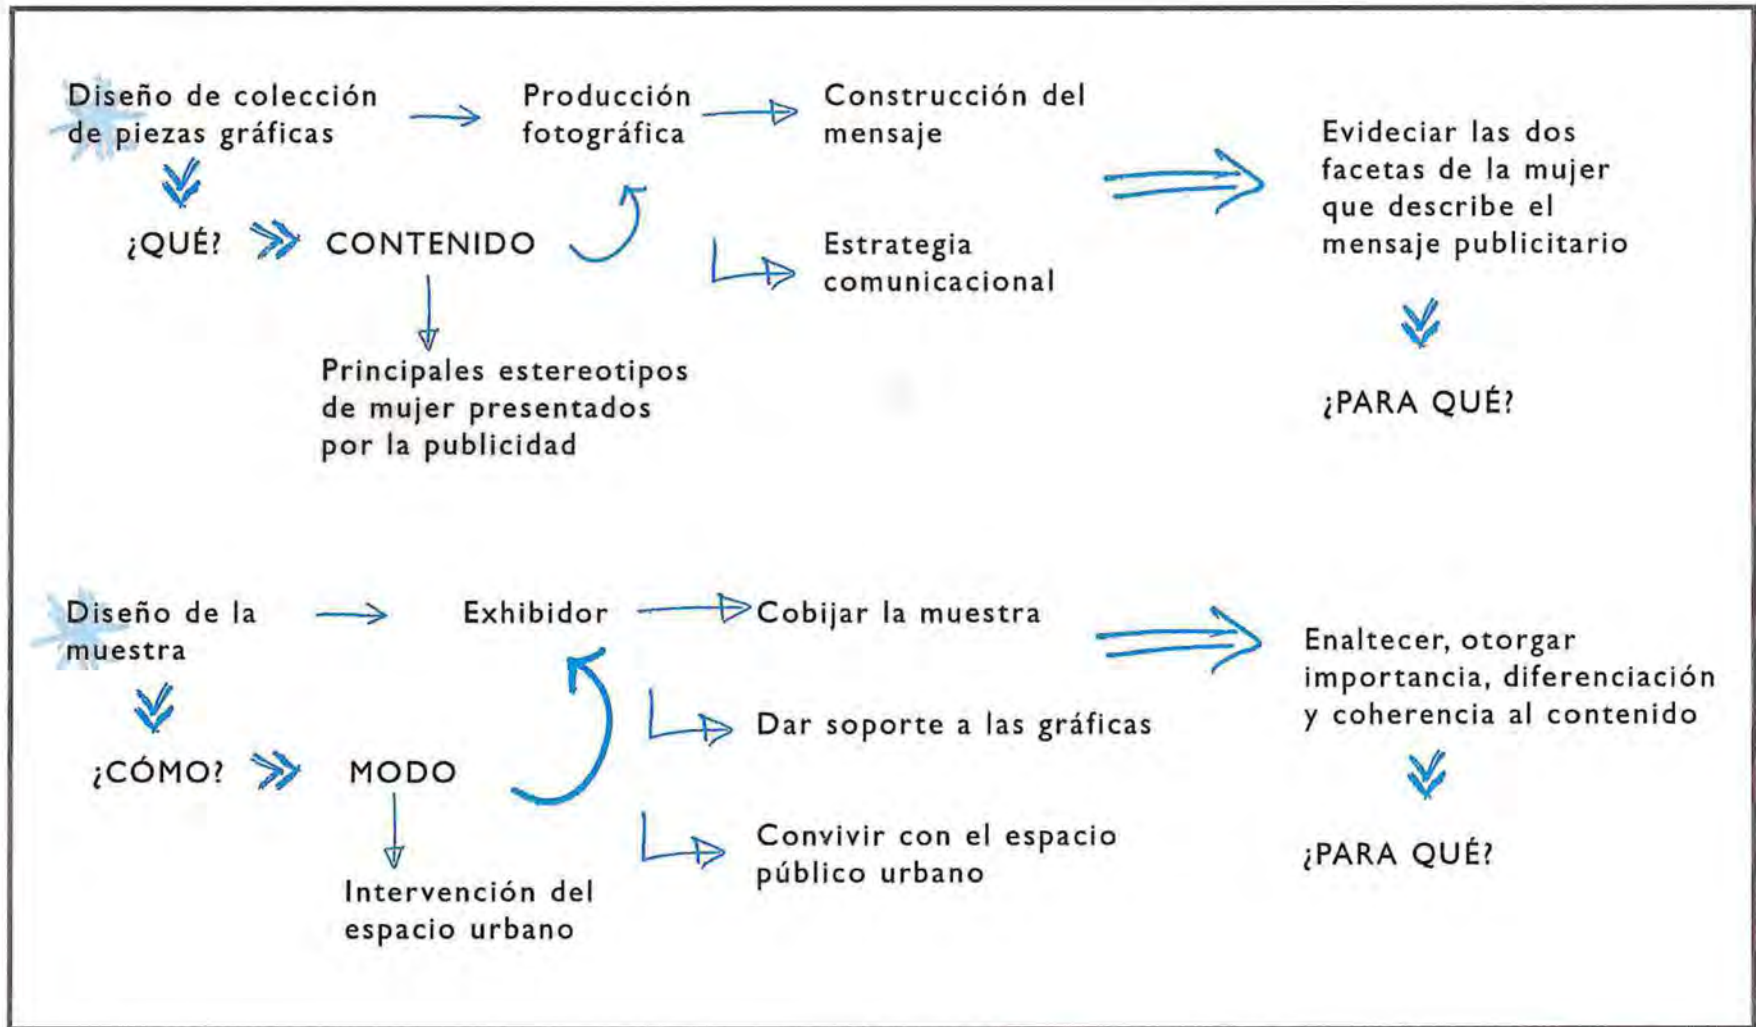 Diseño de colección
de piezas gráficas
Producción
fotográfica
Construcción del
mensaje
Evideciar las dos
facetas de la mujer
que describe el
mensaje publicitario
¿QUÉ?
CONTENIDO
Estrategia
comunicacional
Principales estereotipos
de mujer presentados
por la publicidad
¿PARA QUÉ?
Diseño de la
muestra
Exhibidor
Cobijar la muestra
Enaltecer, otorgar
importancia, diferenciación
y coherencia al contenido
Dar soporte a las gráficas
¿CÓMO?
MODO
Convivir con el espacio
público urbano
¿PARA QUÉ?
Intervención del
espacio urbano